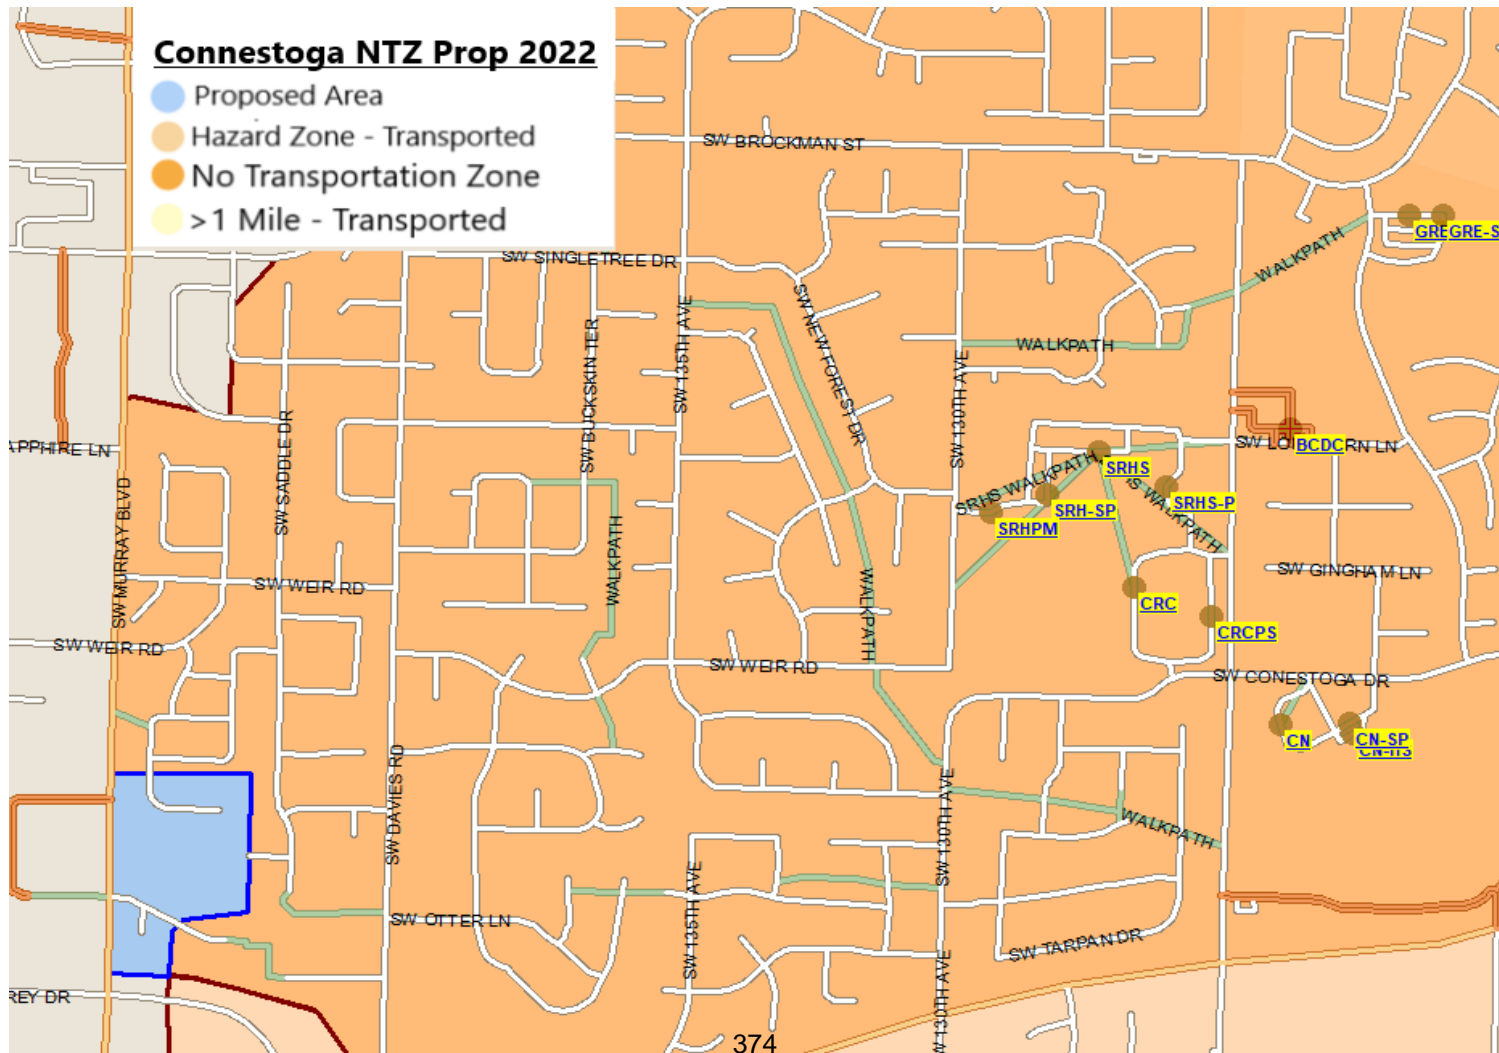 Connestoga NTZ Prop 2022
Proposed Area
Hazard Zone - Transported
No Transportation Zone
>1 Mile - Transported
SW BROCKMAN ST
GRE
GRE-S
WALKPATH
SW SINGLETREE DR
SW NEW FOREST DR
SW 135TH AVE
SW BUCKSKIN TER
WALKPATH
SW 130TH AVE
SW SADDLE DR
APPHIRE LN
SW MURRAY BLVD
BCDC
RN LN
SRHS
SRHS WALKPATH
SRHS-P
SRH-SP
SRHPM
S WALKPATH
WALKPATH
WALKPATH
SW GINGHAM LN
SW WEIR RD
CRC
CRCPS
SW WEIR RD
SW WEIR RD
SW CONESTOGA DR
CN
CN-SP
SW DAVIES RD
SW 130TH AVE
WALKPATH
SW 135TH AVE
SW OTTER LN
SW TARPAN DR
W 130TH AVE
REY DR
374